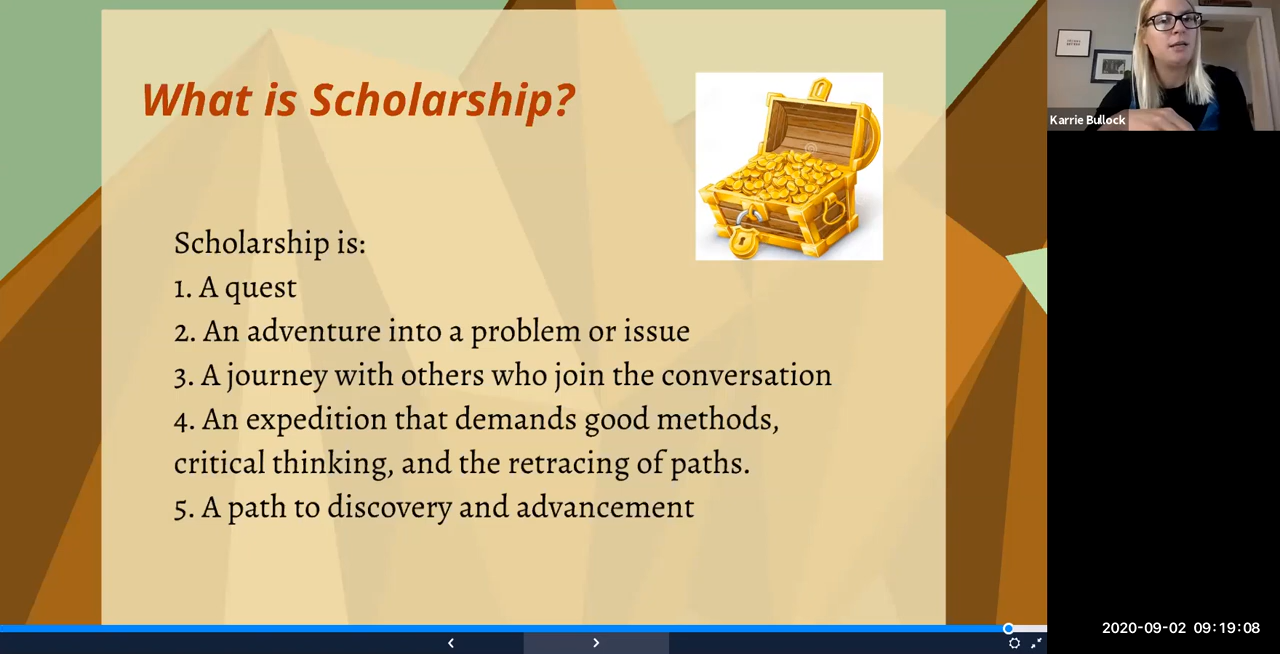 What is Scholarship?
Scholarship is:
1. A quest
2. An adventure into a problem or issue
3. A journey with others who join the conversation
4. An expedition that demands good methods,
critical thinking, and the retracing of paths.
5. A path to discovery and advancement
Karrie Bullock
2020-09-02 09:19:08